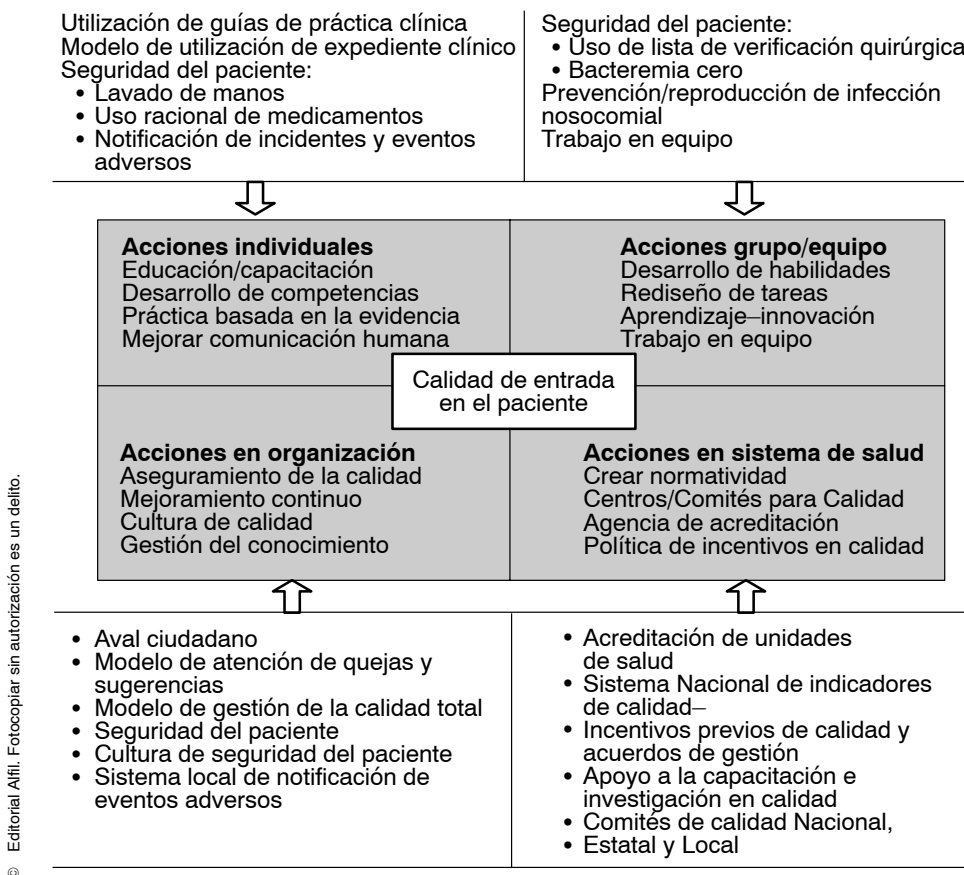 Utilización de guías de práctica clínica
Modelo de utilización de expediente clínico
Seguridad del paciente:
• Lavado de manos
• Uso racional de medicamentos
• Notificación de incidentes y eventos
adversos
Seguridad del paciente:
• Uso de lista de verificación quirúrgica
• Bacteremia cero
Prevención/reproducción de infección
nosocomial
Trabajo en equipo
Acciones individuales
Educación/capacitación
Desarrollo de competencias
Práctica basada en la evidencia
Mejorar comunicación humana
Acciones grupo/equipo
Desarrollo de habilidades
Rediseño de tareas
Aprendizaje–innovación
Trabajo en equipo
Calidad de entrada
en el paciente
Acciones en organización
Aseguramiento de la calidad
Mejoramiento continuo
Cultura de calidad
Gestión del conocimiento
Acciones en sistema de salud
Crear normatividad
Centros/Comités para Calidad
Agencia de acreditación
Política de incentivos en calidad
• Aval ciudadano
• Modelo de atención de quejas y
sugerencias
• Modelo de gestión de la calidad total
• Seguridad del paciente
• Cultura de seguridad del paciente
• Sistema local de notificación de
eventos adversos
• Acreditación de unidades
de salud
• Sistema Nacional de indicadores
de calidad–
• Incentivos previos de calidad y
acuerdos de gestión
• Apoyo a la capacitación e
investigación en calidad
• Comités de calidad Nacional,
• Estatal y Local
© Editorial Alfil. Fotocopiar sin autorización es un delito.